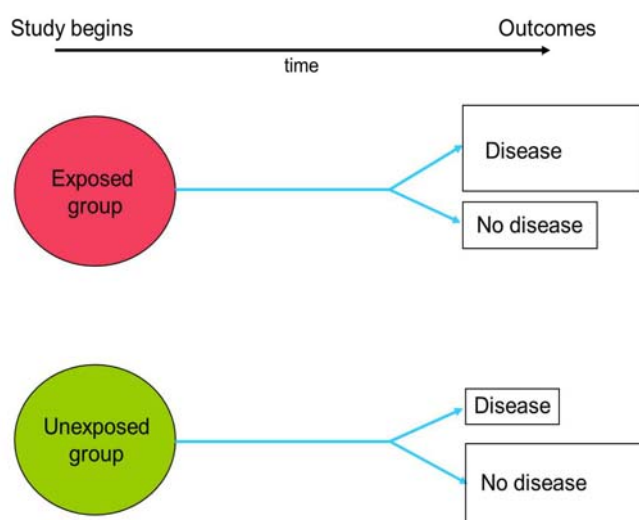 Study begins
Outcomes
time
Exposed
group
Disease
No disease
Unexposed
group
Disease
No disease